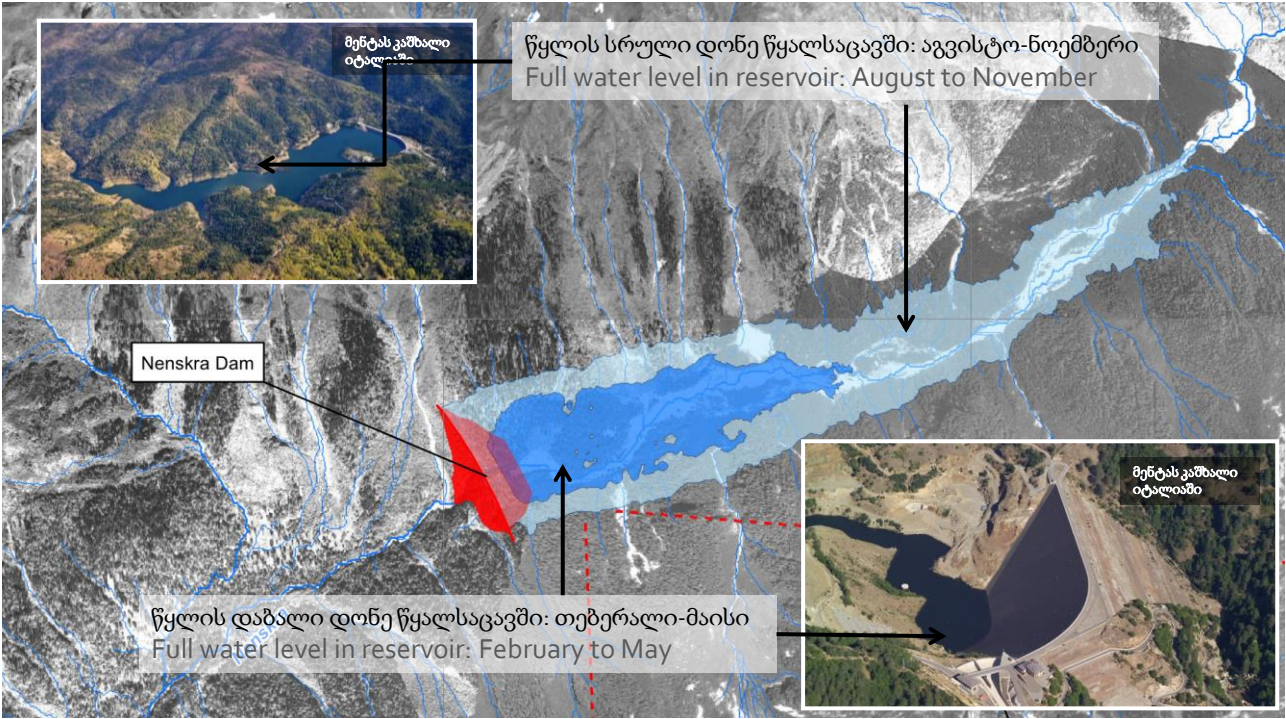 მენტას კაშხალი
იტალიაში
წყლის სრული დონე წყალსაცავში: აგვისტო-ნოემბერი
Full water level in reservoir: August to November
Nenskra Dam
მენტას კაშხალი
იტალიაში
წყლის დაბალი დონე წყალსაცავში: თებერალი-მაისი
Full water level in reservoir: February to May